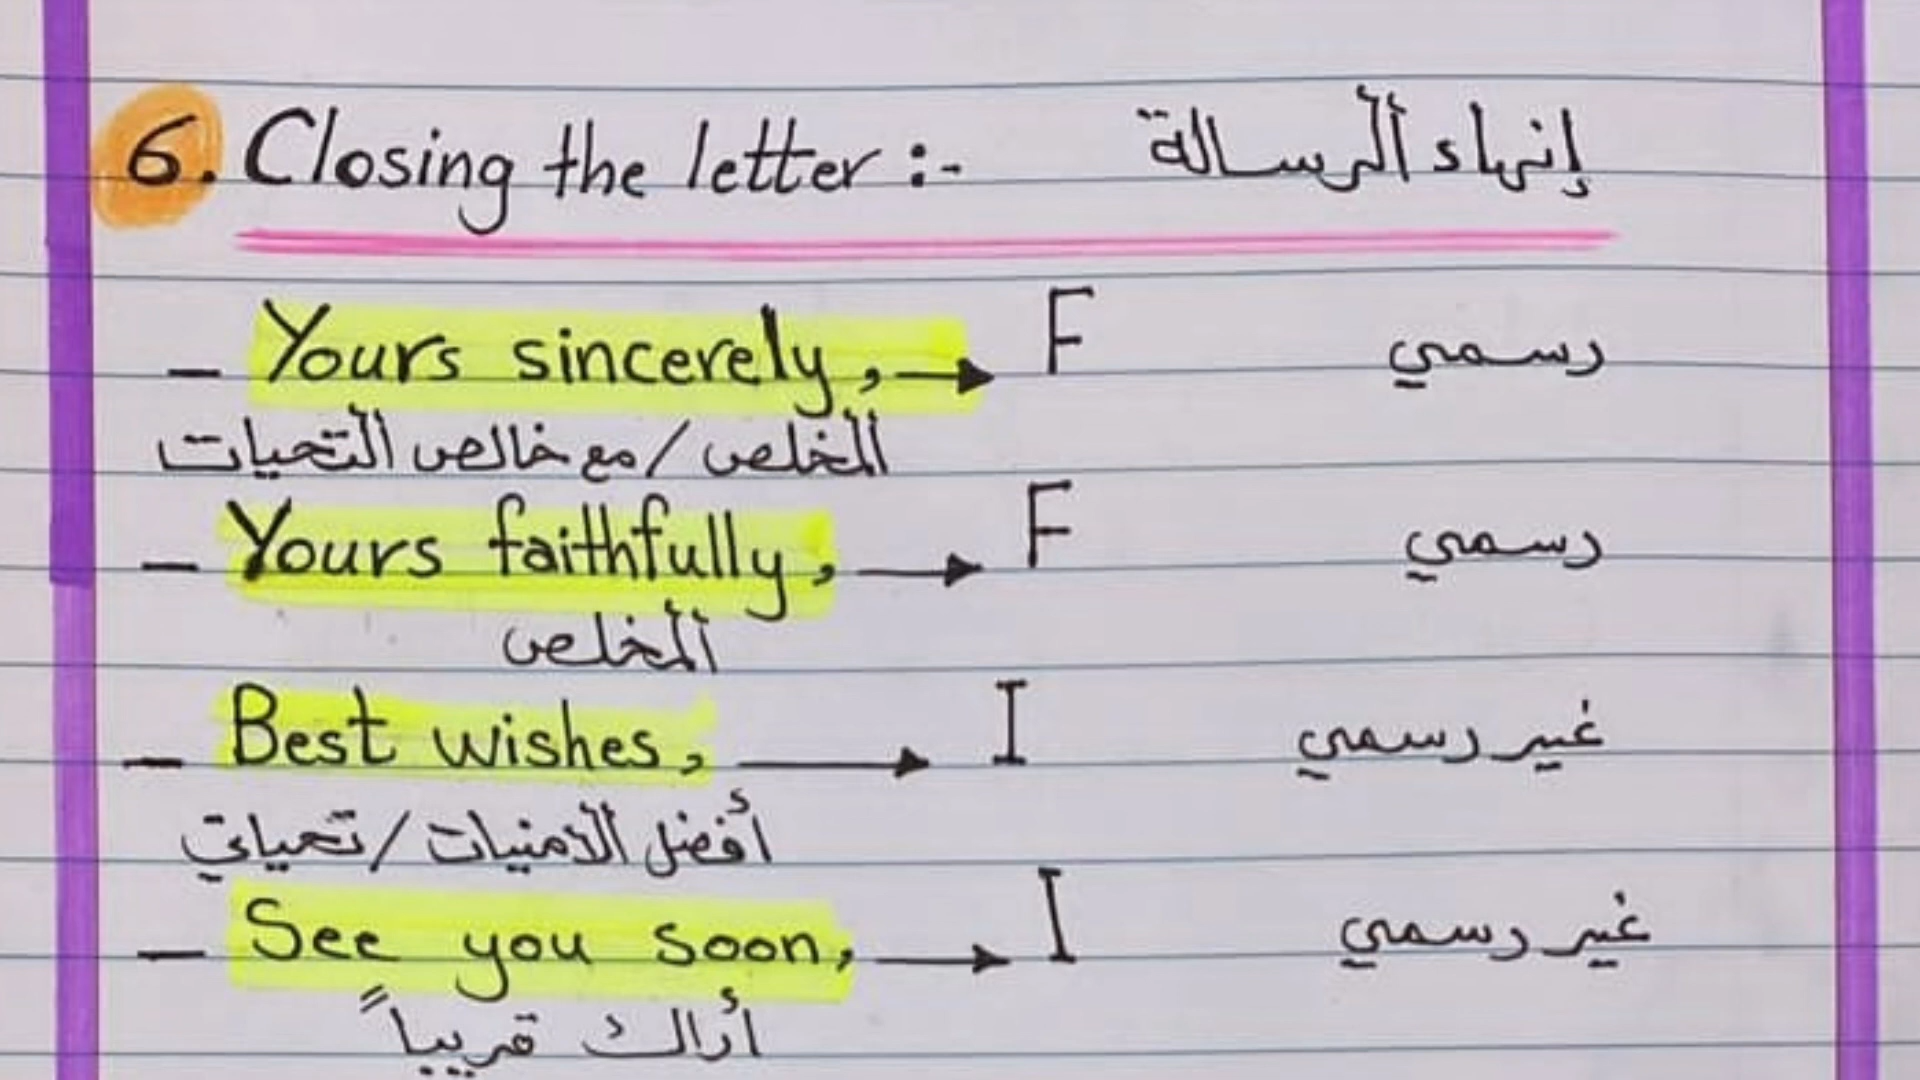 6. Closing the letter :- إنهاء الرسالة
– Yours sincerely, → F رسمي
المخلص / مع خالص التحيات
– Yours faithfully, → F رسمي
المخلص
– Best wishes, → I غير رسمي
أفضل الامنيات / تحياتي
– See you soon, → I غير رسمي
أراك قريباً